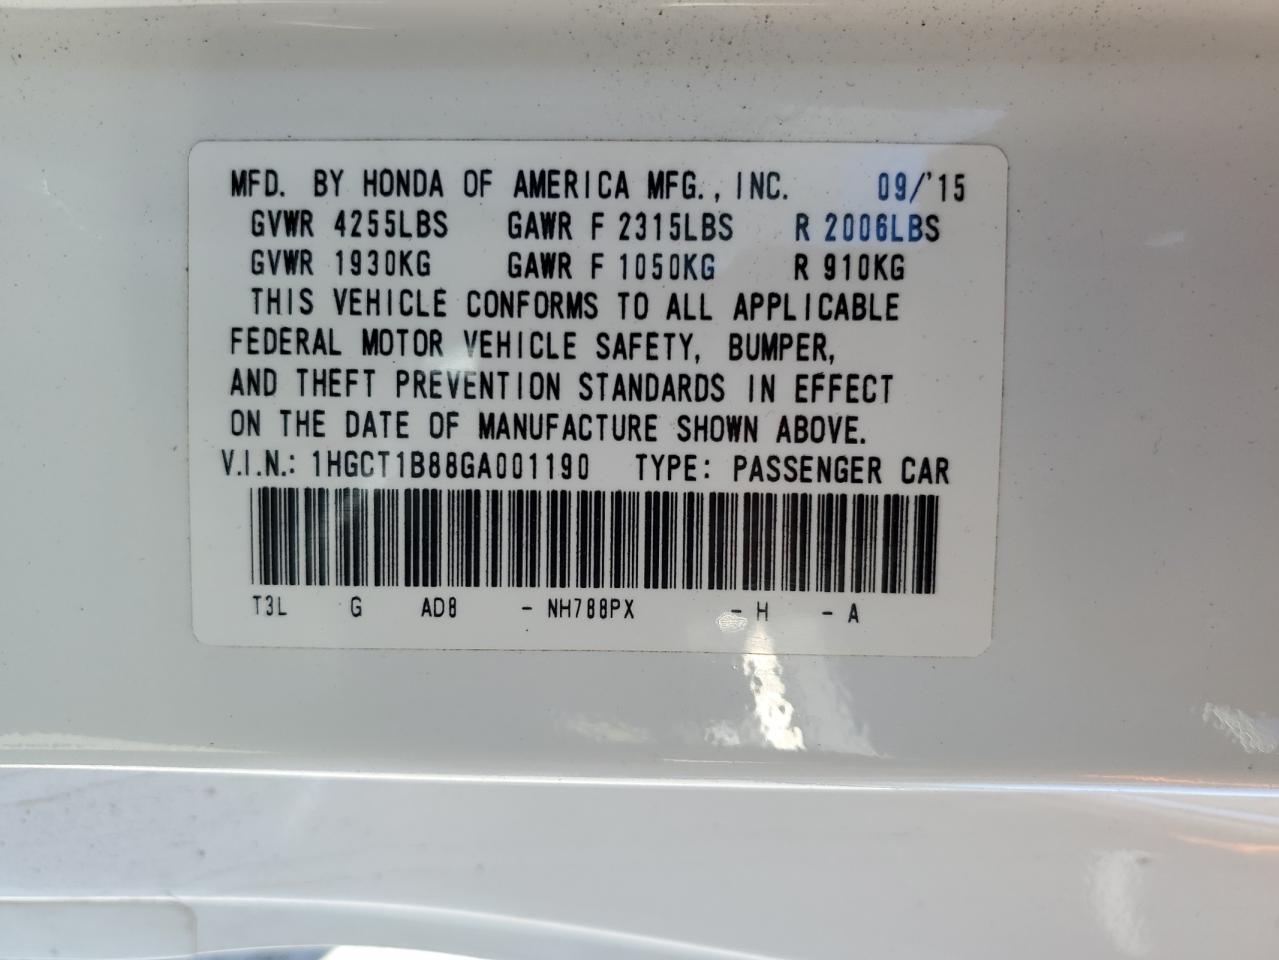 MFD. BY HONDA OF AMERICA MFG., INC. 09/'15
GVWR 4255LBS GAWR F 2315LBS R 2006LBS
GVWR 1930KG GAWR F 1050KG R 910KG
THIS VEHICLE CONFORMS TO ALL APPLICABLE
FEDERAL MOTOR VEHICLE SAFETY, BUMPER,
AND THEFT PREVENTION STANDARDS IN EFFECT
ON THE DATE OF MANUFACTURE SHOWN ABOVE.
V.I.N.: 1HGCT1B88GA001190 TYPE: PASSENGER CAR
T3L G AD8 - NH788PX - H - A